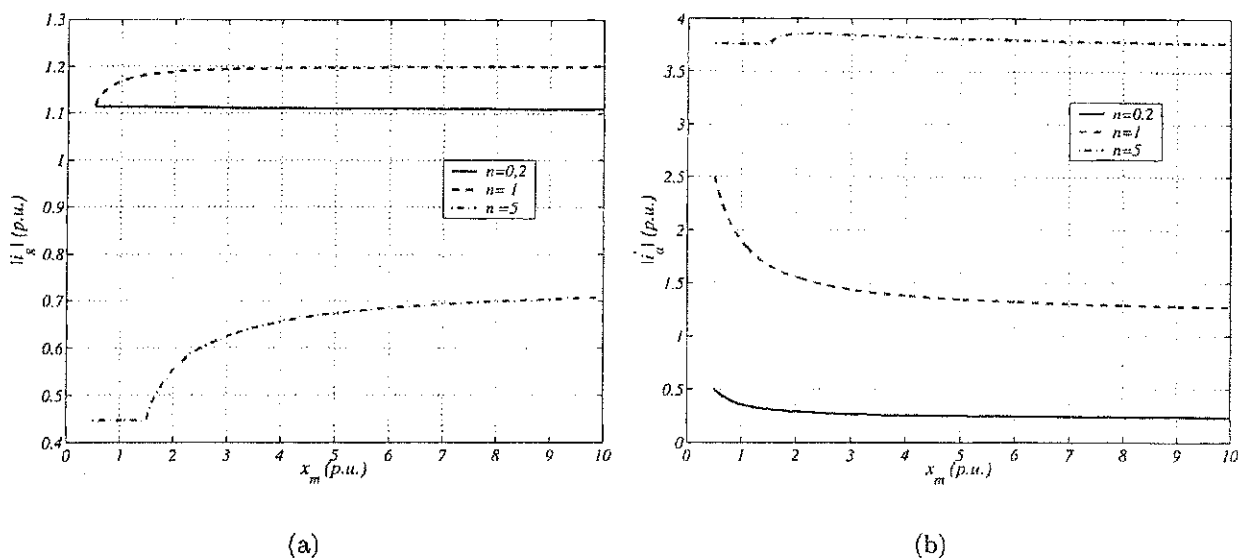 1.3
1.2
1.1
1
0.9
0.8
0.7
0.6
0.5
0.4
|i_g| (p.u.)
n=0,2
n= 1
n =5
0 1 2 3 4 5 6 7 8 9 10
x_m (p.u.)
(a)
4
3.5
3
2.5
2
1.5
1
0.5
0
|i_a'| (p.u.)
n=0.2
n=1
n=5
0 1 2 3 4 5 6 7 8 9 10
x_m (p.u.)
(b)